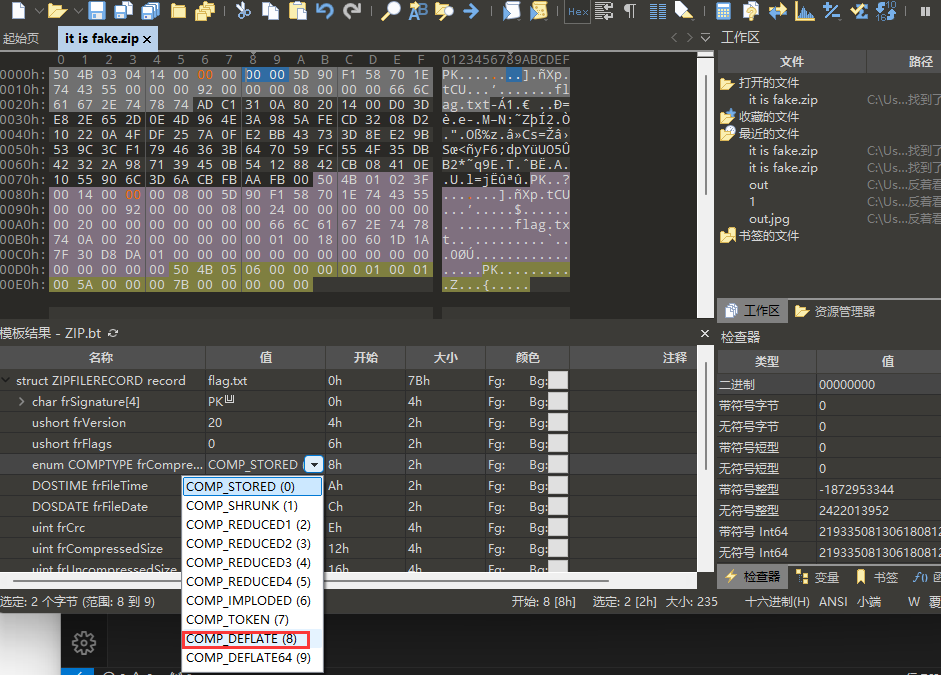 Hex
起始页
it is fake.zip
工作区
0 1 2 3 4 5 6 7 8 9 A B C D E F 0123456789ABCDEF
0000h: 50 4B 03 04 14 00 00 00 00 00 5D 90 F1 58 70 1E PK........].ñXp.
0010h: 74 43 55 00 00 00 92 00 00 00 08 00 00 00 66 6C tCU...’.......fl
0020h: 61 67 2E 74 78 74 AD C1 31 0A 80 20 14 00 D0 3D ag.txt-Á1.€ ..Ð=
0030h: E8 2E 65 2D 0E 4D 96 4E 3A 98 5A FE CD 32 08 D2 è.e-.M–N:˜ZþÍ2.Ò
0040h: 10 22 0A 4F DF 25 7A 0F E2 BB 43 73 3D 8E E2 9B .".Oß%z.â»Cs=Žâ›
0050h: 53 9C 3C F1 79 46 36 3B 64 70 59 FC 55 4F 35 DB Sœ<ñyF6;dpYüUO5Û
0060h: 42 32 2A 98 71 39 45 0B 54 12 88 42 CB 08 41 0E B2*˜q9E.T.ˆBË.A.
0070h: 10 55 90 6C 3D 6A CB FB AA FB 00 50 4B 01 02 3F .U.l=jËûªû.PK..?
0080h: 00 14 00 00 00 08 00 5D 90 F1 58 70 1E 74 43 55 .......].ñXp.tCU
0090h: 00 00 00 92 00 00 00 08 00 24 00 00 00 00 00 00 ...’.....$......
00A0h: 00 20 00 00 00 00 00 00 00 66 6C 61 67 2E 74 78 . .......flag.tx
00B0h: 74 0A 00 20 00 00 00 00 00 01 00 18 00 60 1D 1A t.. .........`..
00C0h: 7F 30 D8 DA 01 00 00 00 00 00 00 00 00 00 00 00 .0ØÚ............
00D0h: 00 00 00 00 00 50 4B 05 06 00 00 00 00 01 00 01 .....PK.........
00E0h: 00 5A 00 00 00 7B 00 00 00 00 00 .Z...{.....
文件 路径
打开的文件
it is fake.zip C:\Us...找到了
收藏的文件
最近的文件
it is fake.zip C:\Us...找到了
it is fake.zip C:\Us...找到了
out C:\Us...反着看
1 C:\Us...反着看
out.jpg C:\Us...反着看
书签的文件
工作区 资源管理器
模板结果 - ZIP.bt
名称 值 开始 大小 颜色 注释
struct ZIPFILERECORD record flag.txt 0h 7Bh Fg: Bg:
char frSignature[4] PK 0h 4h Fg: Bg:
ushort frVersion 20 4h 2h Fg: Bg:
ushort frFlags 0 6h 2h Fg: Bg:
enum COMPTYPE frCompre... COMP_STORED 8h 2h Fg: Bg:
DOSTIME frFileTime Ah 2h Fg: Bg:
DOSDATE frFileDate Ch 2h Fg: Bg:
uint frCrc Eh 4h Fg: Bg:
uint frCompressedSize 12h 4h Fg: Bg:
uint frUncompressedSize 16h 4h Fg: Bg:
COMP_STORED (0)
COMP_SHRUNK (1)
COMP_REDUCED1 (2)
COMP_REDUCED2 (3)
COMP_REDUCED3 (4)
COMP_REDUCED4 (5)
COMP_IMPLODED (6)
COMP_TOKEN (7)
COMP_DEFLATE (8)
COMP_DEFLATE64 (9)
检查器
类型 值
二进制 00000000
带符号字节 0
无符号字节 0
带符号短型 0
无符号短型 0
带符号整型 -1872953344
无符号整型 2422013952
带符号 Int64 219335081306180812
无符号 Int64 219335081306180812
检查器 变量 书签 f()
选定: 2 个字节 (范围: 8 到 9) 开始: 8 [8h] 选定: 2 [2h] 大小: 235 十六进制(H) ANSI 小端 W 覆